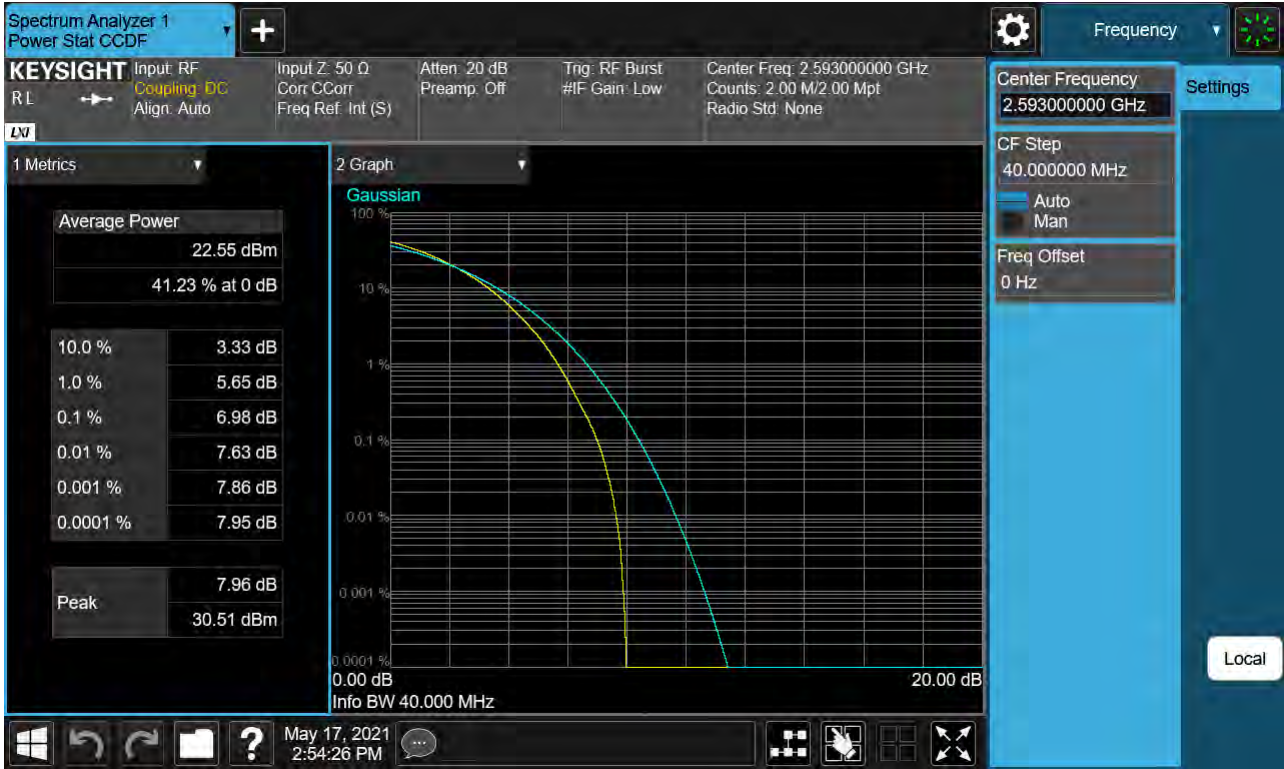 Spectrum Analyzer 1
Power Stat CCDF
Frequency
KEYSIGHT
R L
LXI
Input: RF
Coupling: DC
Align: Auto
Input Z: 50 Ω
Corr CCorr
Freq Ref: Int (S)
Atten: 20 dB
Preamp: Off
Trig: RF Burst
#IF Gain: Low
Center Freq: 2.593000000 GHz
Counts: 2.00 M/2.00 Mpt
Radio Std: None
Center Frequency
2.593000000 GHz
Settings
CF Step
40.000000 MHz
Auto
Man
Freq Offset
0 Hz
1 Metrics
Average Power
22.55 dBm
41.23 % at 0 dB
10.0 % 3.33 dB
1.0 % 5.65 dB
0.1 % 6.98 dB
0.01 % 7.63 dB
0.001 % 7.86 dB
0.0001 % 7.95 dB
Peak
7.96 dB
30.51 dBm
2 Graph
Gaussian
100 %
10 %
1 %
0.1 %
0.01 %
0.001 %
0.0001 %
0.00 dB 20.00 dB
Info BW 40.000 MHz
Local
?
May 17, 2021
2:54:26 PM